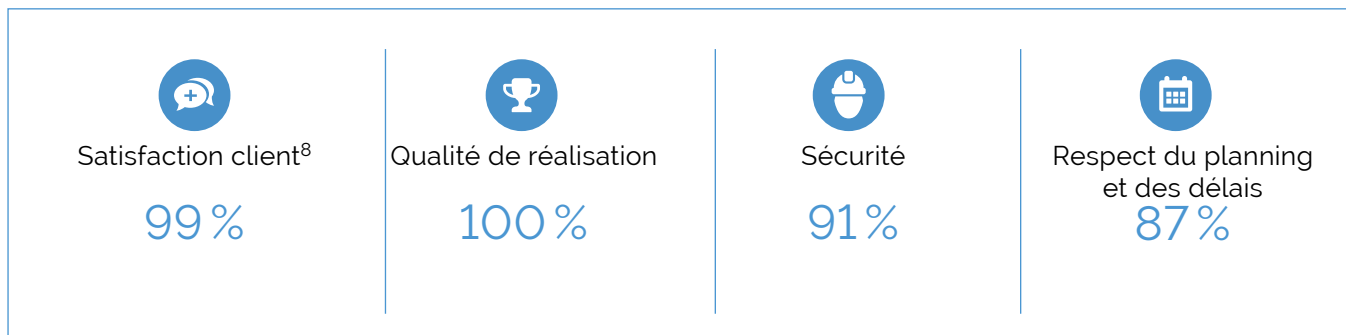 Satisfaction client⁸
99 %
Qualité de réalisation
100 %
Sécurité
91 %
Respect du planning
et des délais
87 %